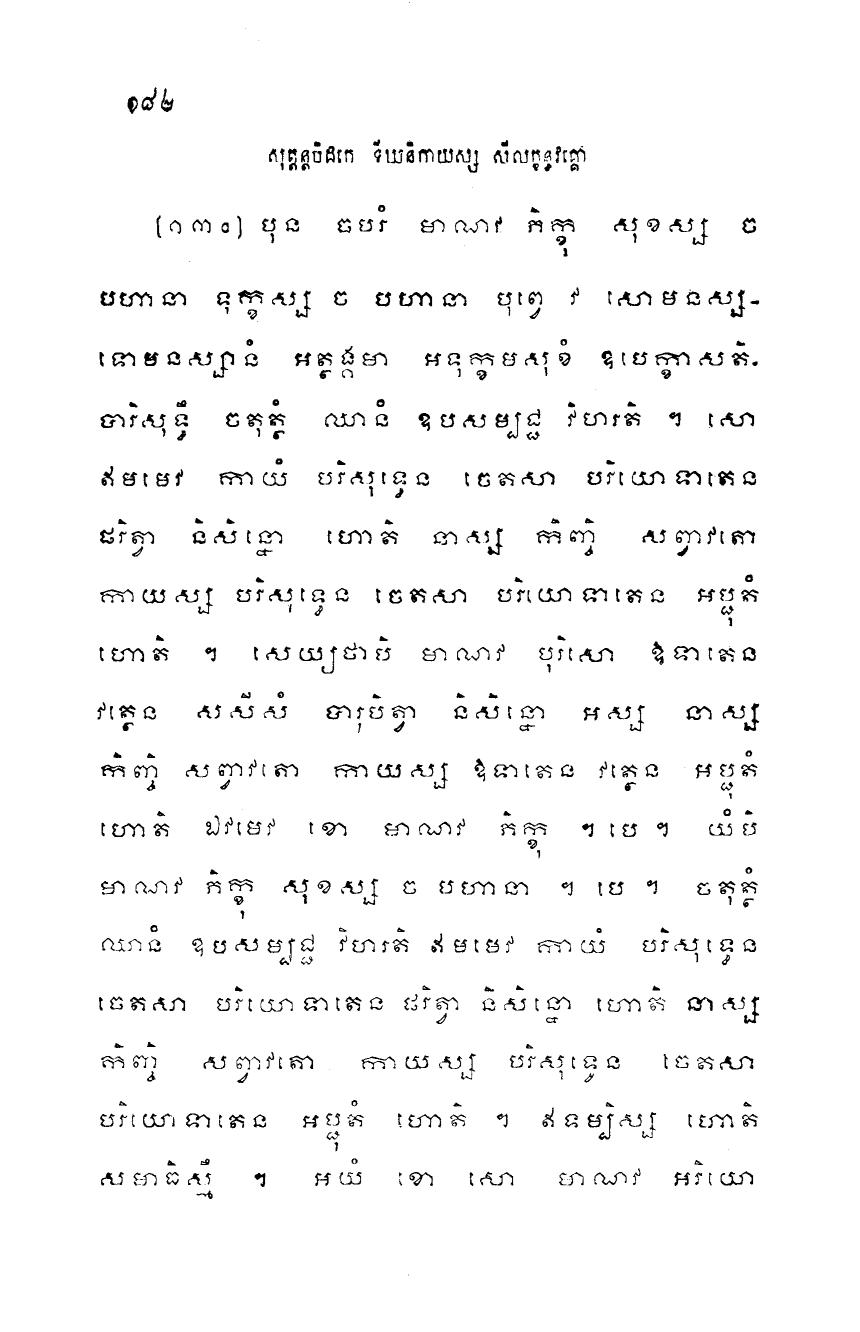 ១៨២
សុត្តន្តបិដកេ ទីឃនិកាយស្ស សីលក្ខន្ធវគ្គោ
(១៣០) បុន ចបរំ មាណវ ភិក្ខុ សុខស្ស ច
បហានា ទុក្ខស្ស ច បហានា បុព្វេ វ សោមនស្ស-
ទោមនស្សានំ អត្ថង្គមា អទុក្ខមសុខំ ឧបេក្ខាសតិ-
បារិសុទ្ធឹ ចតុត្ថំ ឈានំ ឧបសម្បជ្ជ វិហរតិ ។ សោ
ឥមមេវ កាយំ បរិសុទ្ធេន ចេតសា បរិយោទាតេន
ផរិត្វា និសិន្នោ ហោតិ នាស្ស កិញ្ចិ សព្វាវតោ
កាយស្ស បរិសុទ្ធេន ចេតសា បរិយោទាតេន អប្ផុតំ
ហោតិ ។ សេយ្យថាបិ មាណវ បុរិសោ ឱទាតេន
វត្ថេន សសីសំ បារុបិត្វា និសិន្នោ អស្ស នាស្ស
កិញ្ចិ សព្វាវតោ កាយស្ស ឱទាតេន វត្ថេន អប្ផុតំ
ហោតិ ឯវមេវ ខោ មាណវ ភិក្ខុ ។ បេ ។ យំបិ
មាណវ ភិក្ខុ សុខស្ស ច បហានា ។ បេ ។ ចតុត្ថំ
ឈានំ ឧបសម្បជ្ជ វិហរតិ ឥមមេវ កាយំ បរិសុទ្ធេន
ចេតសា បរិយោទាតេន ផរិត្វា និសិន្នោ ហោតិ នាស្ស
កិញ្ចិ សព្វាវតោ កាយស្ស បរិសុទ្ធេន ចេតសា
បរិយោទាតេន អប្ផុតំ ហោតិ ។ ឥទម្បិស្ស ហោតិ
សមាធិស្មឹ ។ អយំ ខោ សោ មាណវ អរិយោ